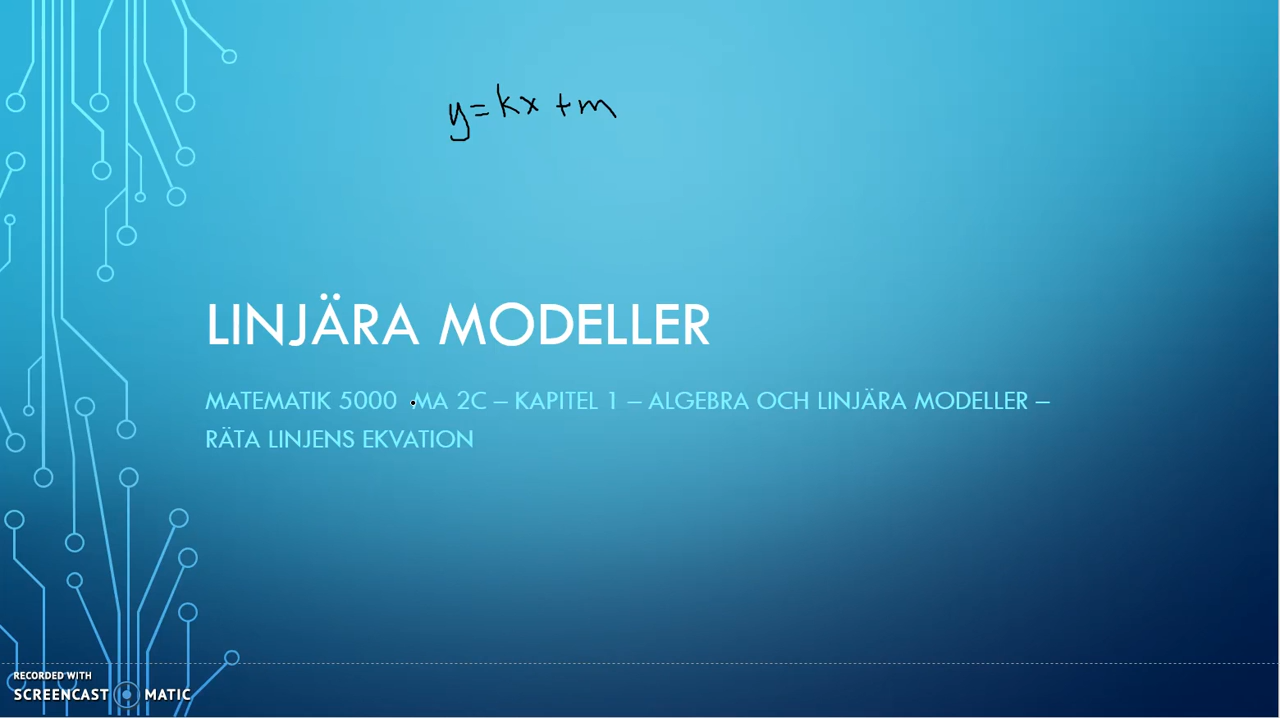 y=kx+m
LINJÄRA MODELLER
MATEMATIK 5000 MA 2C – KAPITEL 1 – ALGEBRA OCH LINJÄRA MODELLER –
RÄTA LINJENS EKVATION
RECORDED WITH
SCREENCAST MATIC